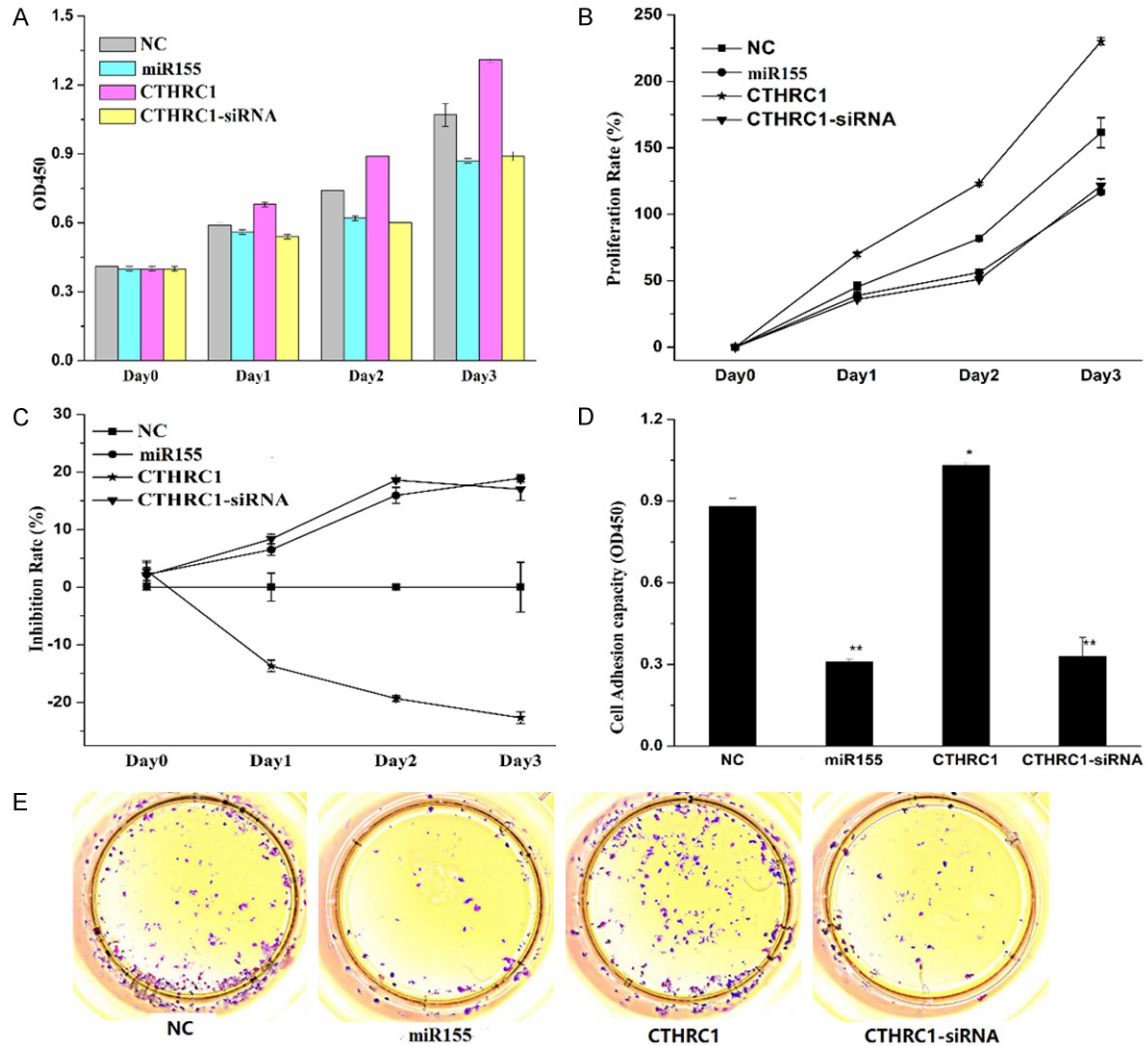 A
1.5
1.2
0.9
0.6
0.3
0.0
OD450
NC
miR155
CTHRC1
CTHRC1-siRNA
Day0 Day1 Day2 Day3
B
250
200
150
100
50
0
Proliferation Rate (%)
NC
miR155
CTHRC1
CTHRC1-siRNA
Day0 Day1 Day2 Day3
C
30
20
10
0
-10
-20
Inhibition Rate (%)
NC
miR155
CTHRC1
CTHRC1-siRNA
Day0 Day1 Day2 Day3
D
1.2
0.9
0.6
0.3
0.0
Cell Adhesion capacity (OD450)
*
**
**
NC miR155 CTHRC1 CTHRC1-siRNA
E
NC miR155 CTHRC1 CTHRC1-siRNA